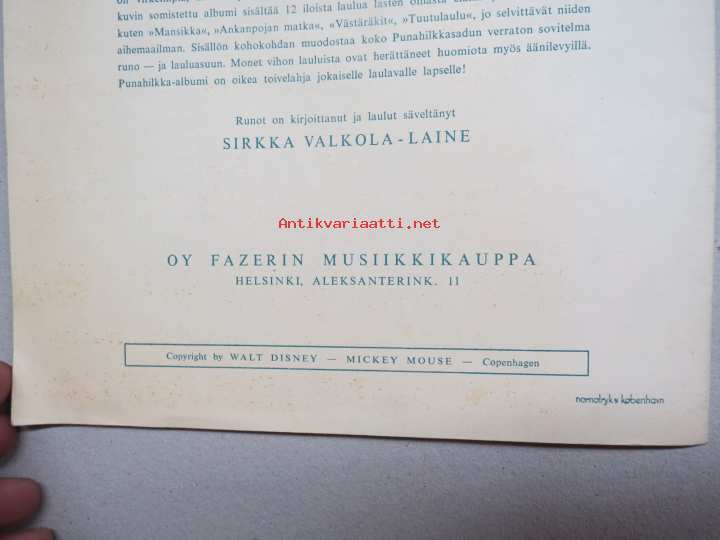 kuvin somistettu albumi sisältää 12 iloista laulua lasten omasta
kuten »Mansikka», »Ankanpojan matka«, »Västäräkit«, »Tuutulaulu«, jo selvittävät niiden
aihemaailman. Sisällön kohokohdan muodostaa koko Punahilkkasadun verraton sovitelma
runo — ja lauluasuun. Monet vihon lauluista ovat herättäneet huomiota myös äänilevyillä.
Punahilkka-albumi on oikea toivelahja jokaiselle laulavalle lapselle!
Runot on kirjoittanut ja laulut säveltänyt
SIRKKA VALKOLA-LAINE
Antikvariaatti.net
OY FAZERIN MUSIIKKIKAUPPA
HELSINKI, ALEKSANTERINK. 11
Copyright by WALT DISNEY — MICKEY MOUSE — Copenhagen
københavn